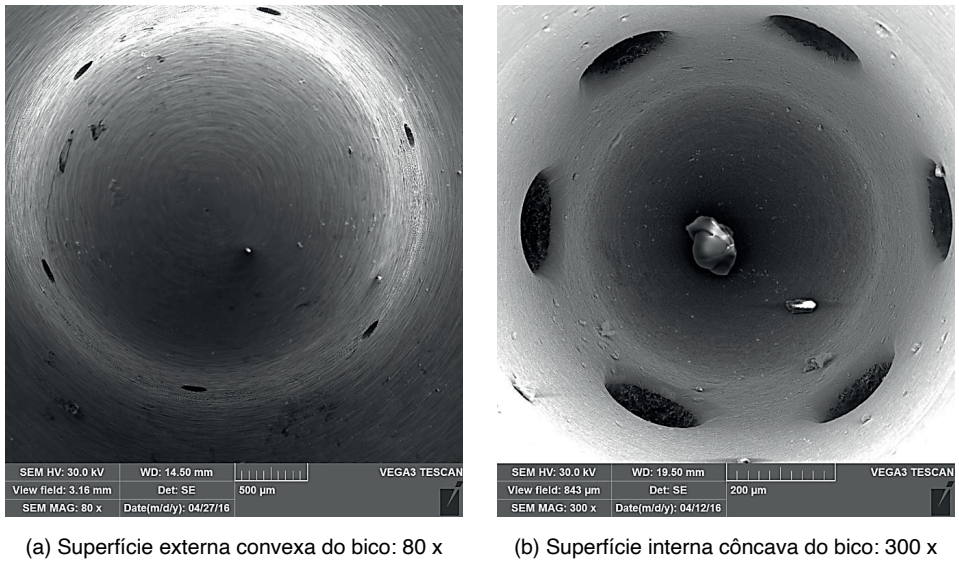 SEM HV: 30.0 kV WD: 14.50 mm VEGA3 TESCAN
View field: 3.16 mm Det: SE 500 µm
SEM MAG: 80 x Date(m/d/y): 04/27/16
(a) Superfície externa convexa do bico: 80 x
SEM HV: 30.0 kV WD: 19.50 mm VEGA3 TESCAN
View field: 843 µm Det: SE 200 µm
SEM MAG: 300 x Date(m/d/y): 04/12/16
(b) Superfície interna côncava do bico: 300 x